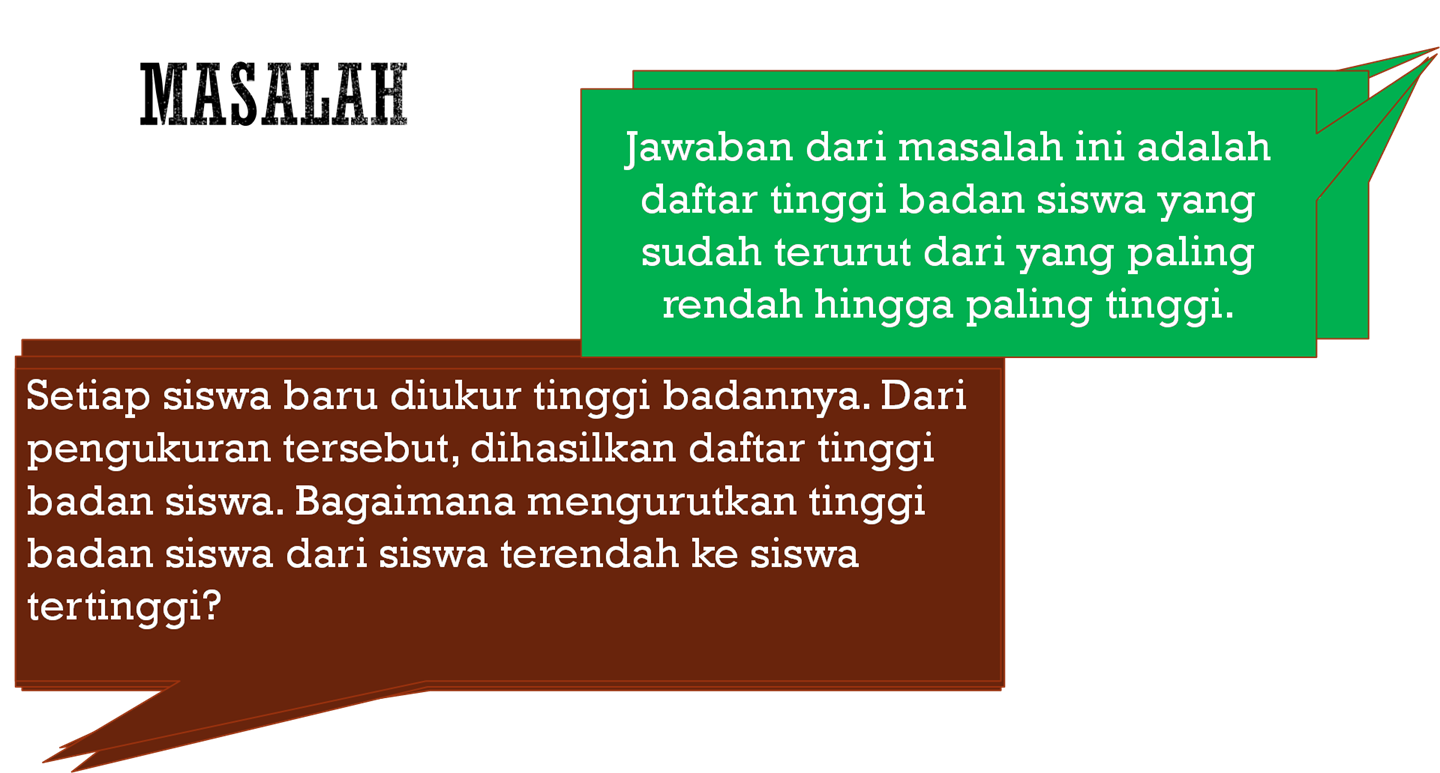 MASALAH
Jawaban dari masalah ini adalah
daftar tinggi badan siswa yang
sudah terurut dari yang paling
rendah hingga paling tinggi.
Setiap siswa baru diukur tinggi badannya. Dari
pengukuran tersebut, dihasilkan daftar tinggi
badan siswa. Bagaimana mengurutkan tinggi
badan siswa dari siswa terendah ke siswa
tertinggi?